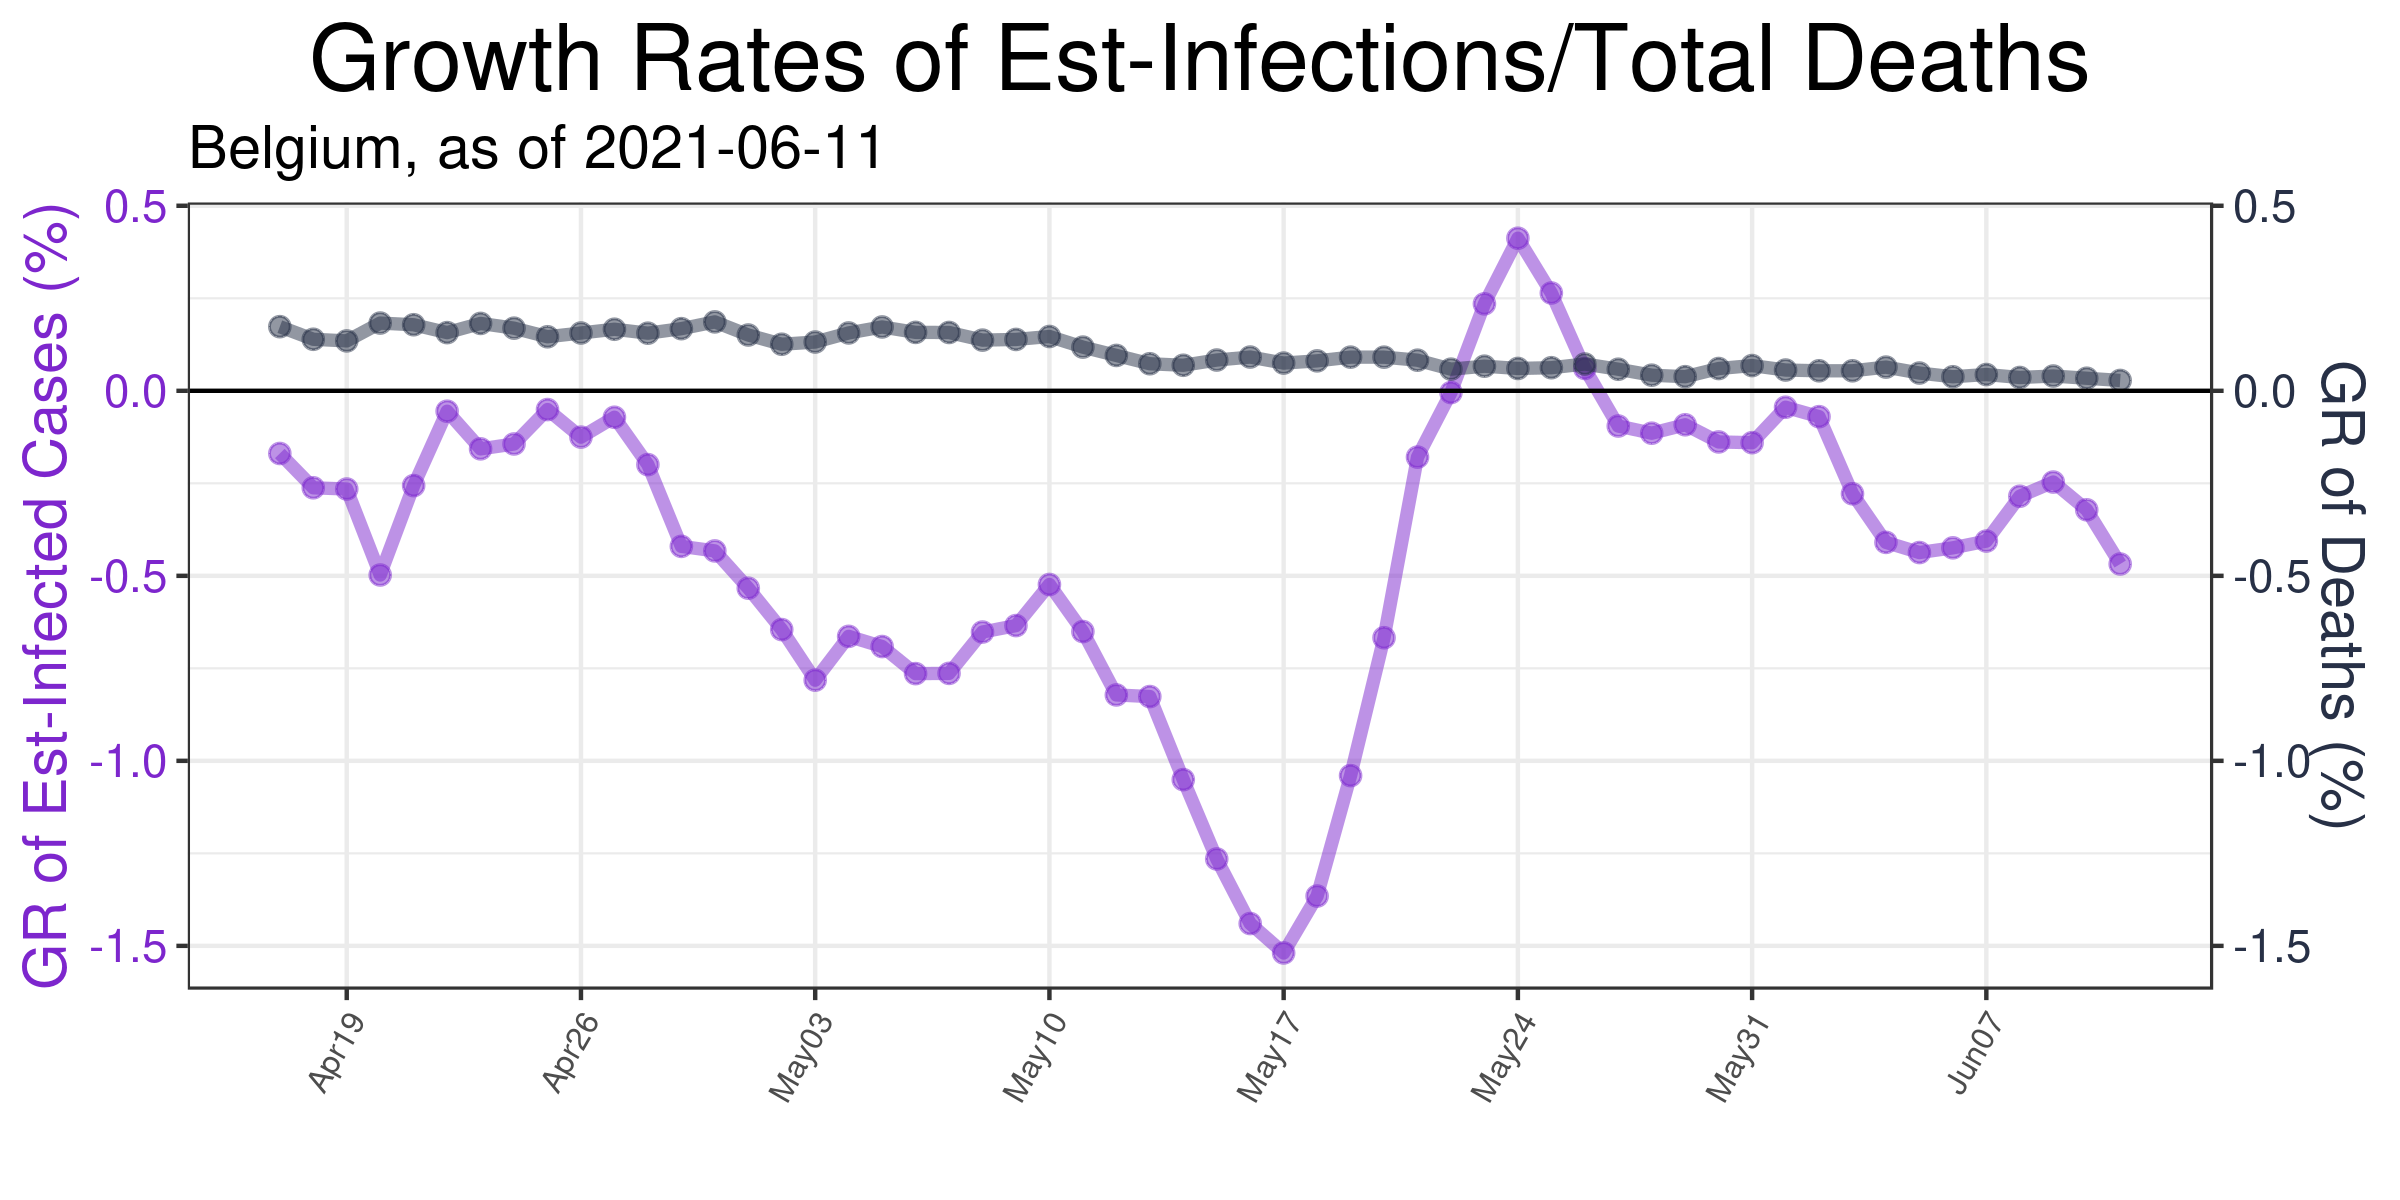 Growth Rates of Est-Infections/Total Deaths
Belgium, as of 2021-06-11
GR of Est-Infected Cases (%)
0.5
0.0
-0.5
-1.0
-1.5
0.5
0.0
-0.5
-1.0
-1.5
GR of Deaths (%)
Apr19
Apr26
May03
May10
May17
May24
May31
Jun07